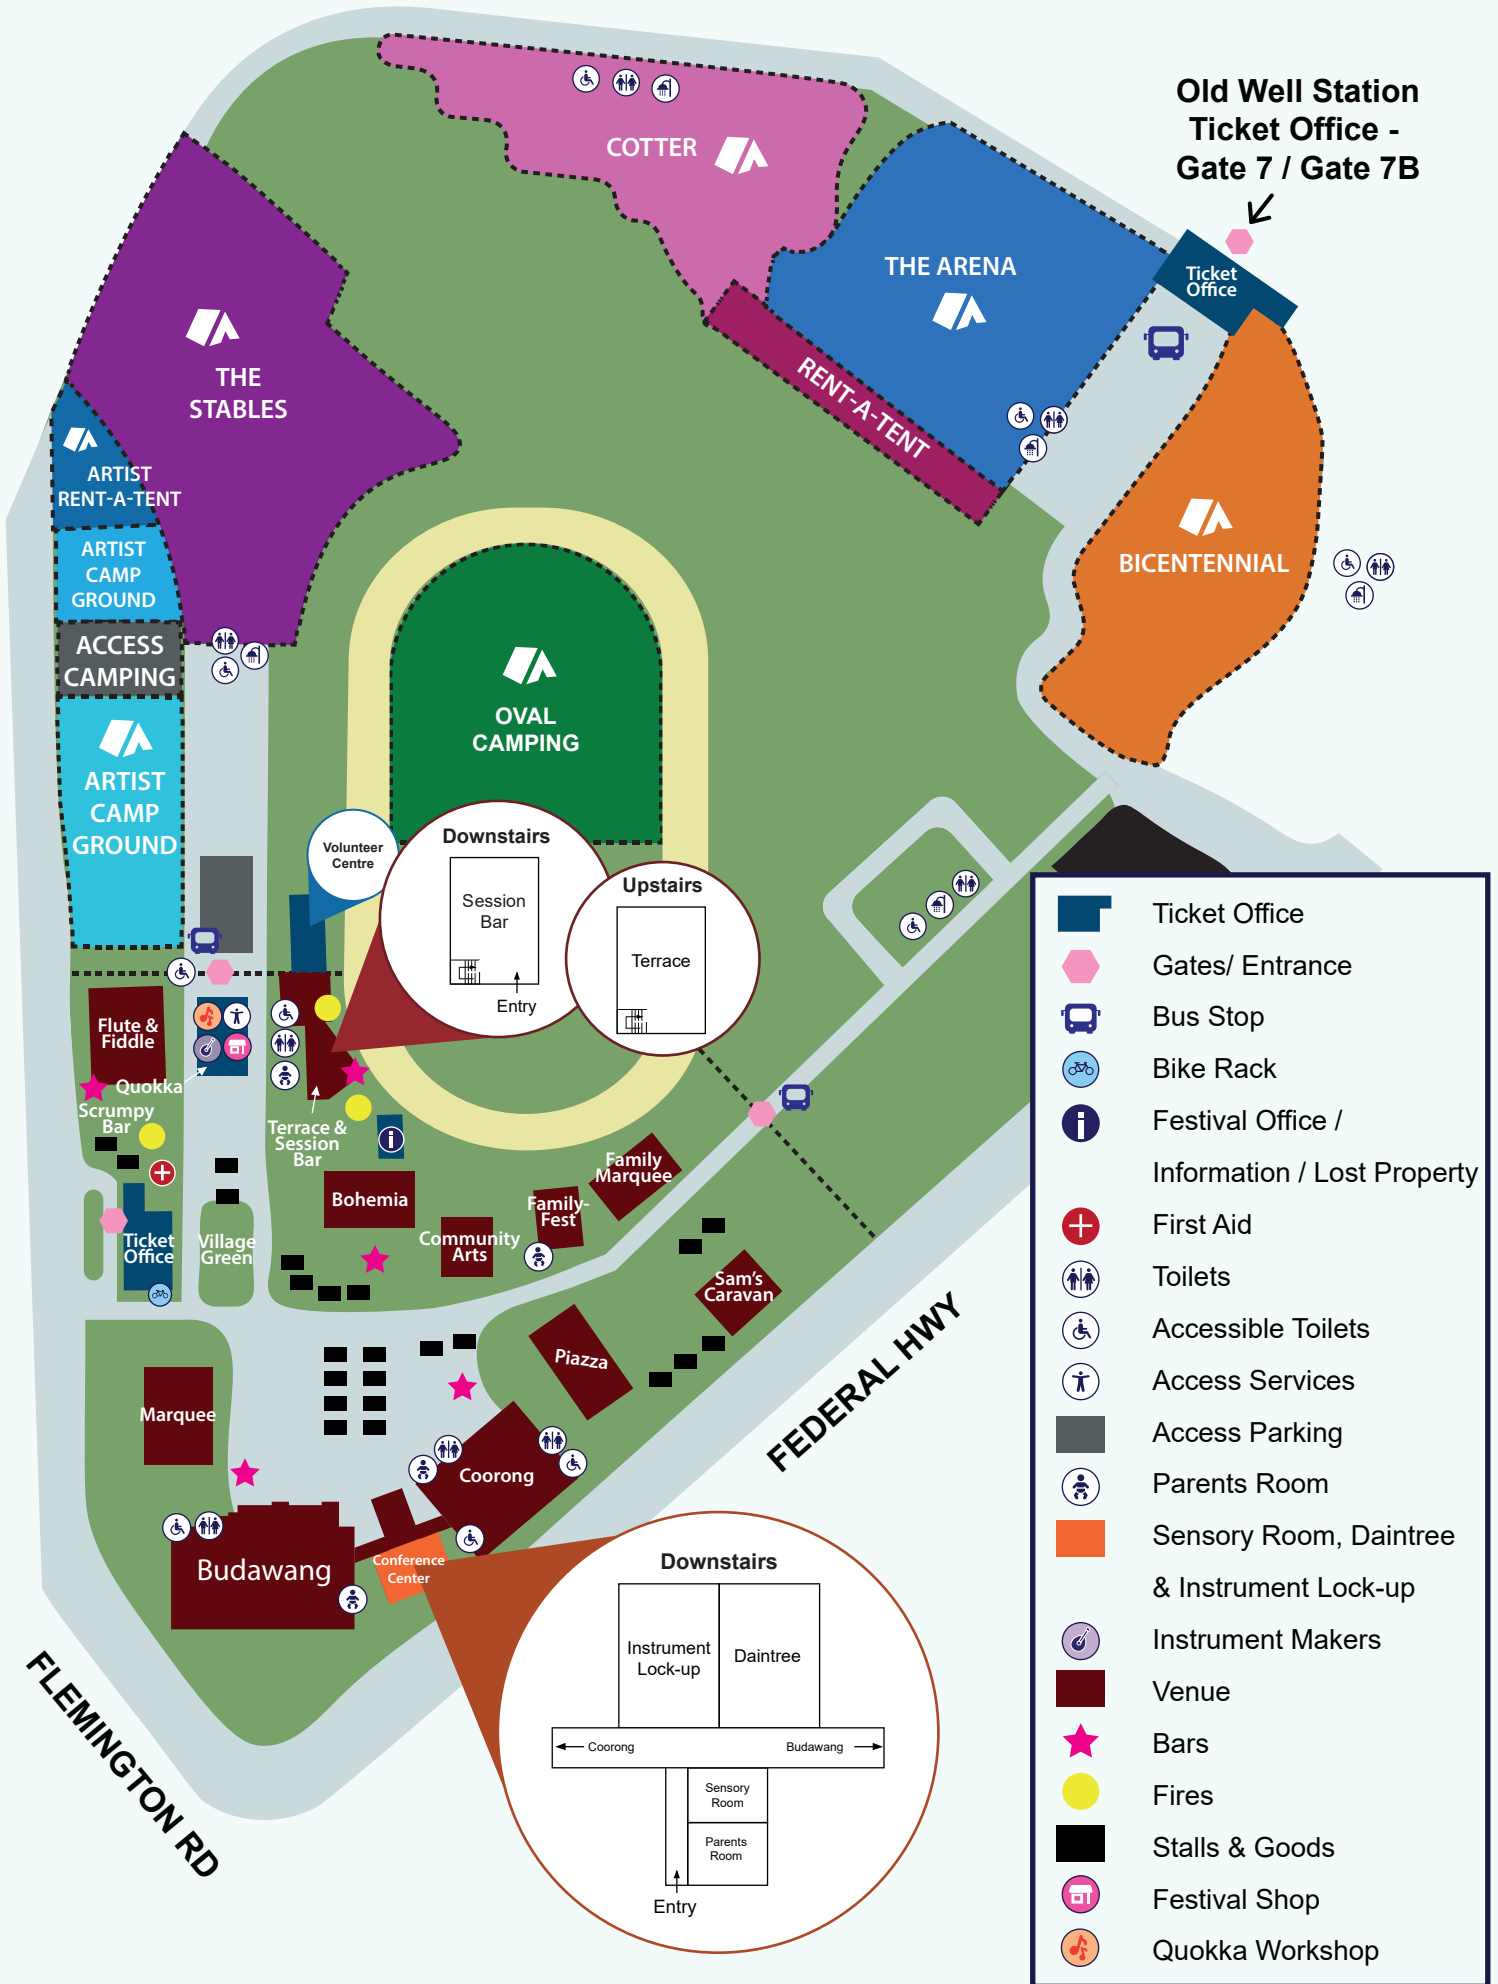 Old Well Station
Ticket Office -
Gate 7 / Gate 7B
COTTER
THE ARENA
Ticket
Office
RENT-A-TENT
THE
STABLES
ARTIST
RENT-A-TENT
ARTIST
CAMP
GROUND
ACCESS
CAMPING
ARTIST
CAMP
GROUND
BICENTENNIAL
OVAL
CAMPING
Volunteer
Centre
Downstairs
Session
Bar
Entry
Upstairs
Terrace
Flute &
Fiddle
Quokka
Scrumpy
Bar
Terrace &
Session
Bar
Bohemia
Community
Arts
Family-
Fest
Family
Marquee
Ticket
Office
Village
Green
Sam's
Caravan
Piazza
Marquee
Coorong
Budawang
Conference
Center
FEDERAL HWY
FLEMINGTON RD
Downstairs
Instrument
Lock-up
Daintree
Coorong
Budawang
Sensory
Room
Parents
Room
Entry
Ticket Office
Gates/ Entrance
Bus Stop
Bike Rack
Festival Office /
Information / Lost Property
First Aid
Toilets
Accessible Toilets
Access Services
Access Parking
Parents Room
Sensory Room, Daintree
& Instrument Lock-up
Instrument Makers
Venue
Bars
Fires
Stalls & Goods
Festival Shop
Quokka Workshop